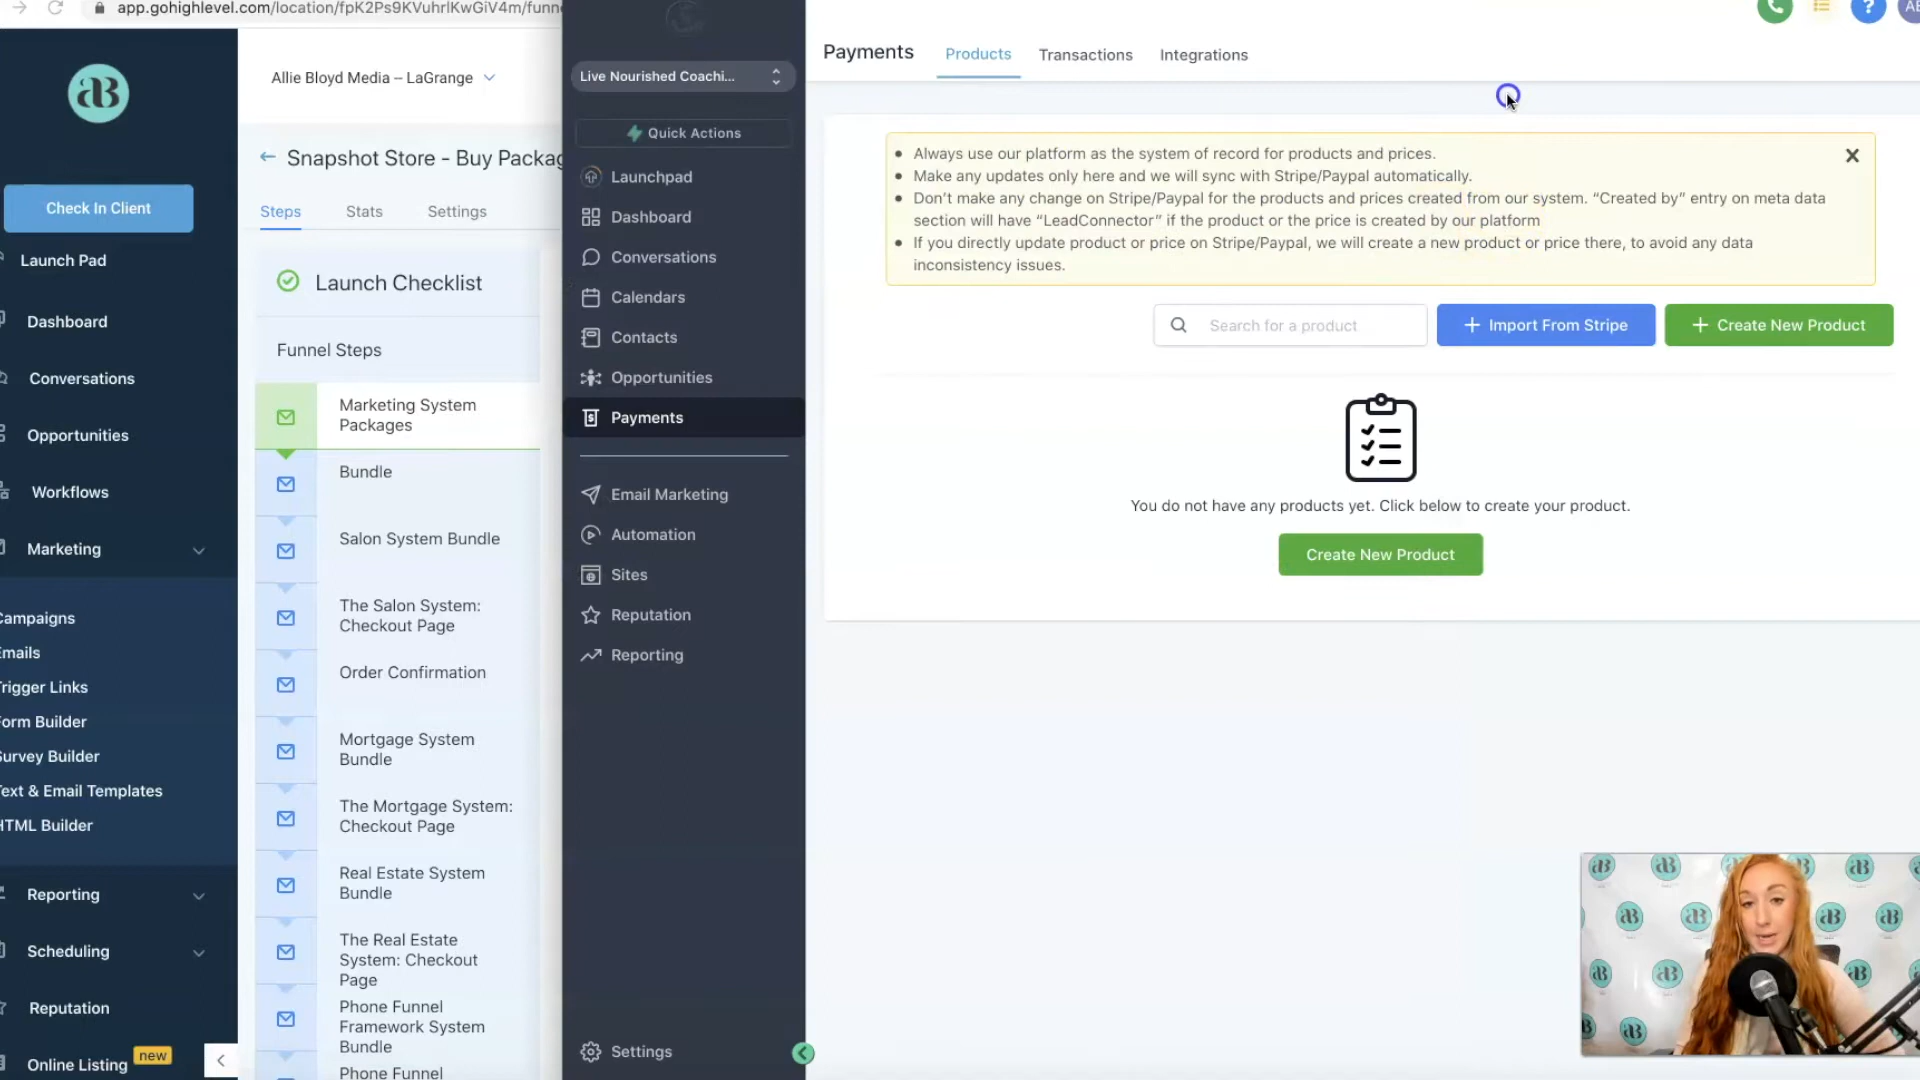 app.gohighlevel.com/location/fpK2Ps9KVuhrlKwGiV4m/funn
Check In Client
Launch Pad
Dashboard
Conversations
Opportunities
Workflows
Marketing
Campaigns
Emails
Trigger Links
Form Builder
Survey Builder
Text & Email Templates
HTML Builder
Reporting
Scheduling
Reputation
Online Listing new
Allie Bloyd Media – LaGrange
Snapshot Store - Buy Packag
Steps Stats Settings
Launch Checklist
Funnel Steps
Marketing System
Packages
Bundle
Salon System Bundle
The Salon System:
Checkout Page
Order Confirmation
Mortgage System
Bundle
The Mortgage System:
Checkout Page
Real Estate System
Bundle
The Real Estate
System: Checkout
Page
Phone Funnel
Framework System
Bundle
Phone Funnel
Live Nourished Coachi...
Quick Actions
Launchpad
Dashboard
Conversations
Calendars
Contacts
Opportunities
Payments
Email Marketing
Automation
Sites
Reputation
Reporting
Settings
Payments Products Transactions Integrations
Always use our platform as the system of record for products and prices.
Make any updates only here and we will sync with Stripe/Paypal automatically.
Don't make any change on Stripe/Paypal for the products and prices created from our system. “Created by” entry on meta data
section will have “LeadConnector” if the product or the price is created by our platform
If you directly update product or price on Stripe/Paypal, we will create a new product or price there, to avoid any data
inconsistency issues.
Search for a product
+ Import From Stripe
+ Create New Product
You do not have any products yet. Click below to create your product.
Create New Product